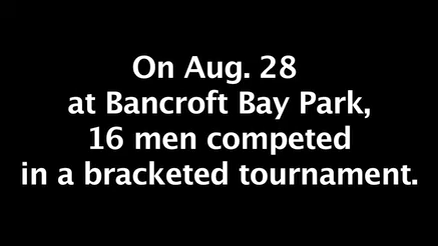 On Aug. 28
at Bancroft Bay Park,
16 men competed
in a bracketed tournament.